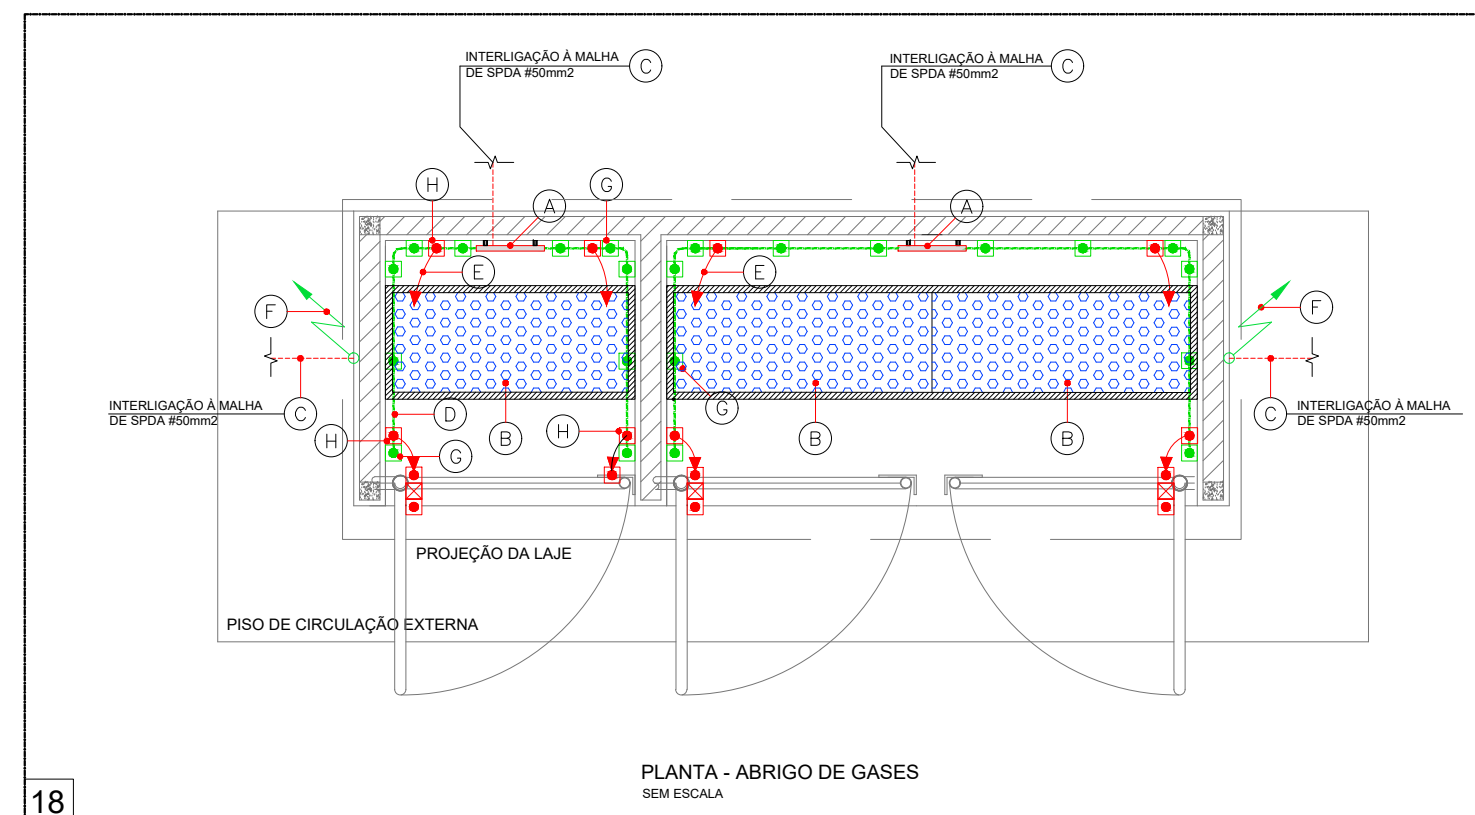 INTERLIGAÇÃO À MALHA
DE SPDA #50mm2
C
INTERLIGAÇÃO À MALHA
DE SPDA #50mm2
C
H
A
G
A
E
E
F
F
INTERLIGAÇÃO À MALHA
DE SPDA #50mm2
C
D
B
H
G
H
G
B
B
C
INTERLIGAÇÃO À MALHA
DE SPDA #50mm2
PROJEÇÃO DA LAJE
PISO DE CIRCULAÇÃO EXTERNA
PLANTA - ABRIGO DE GASES
SEM ESCALA
18